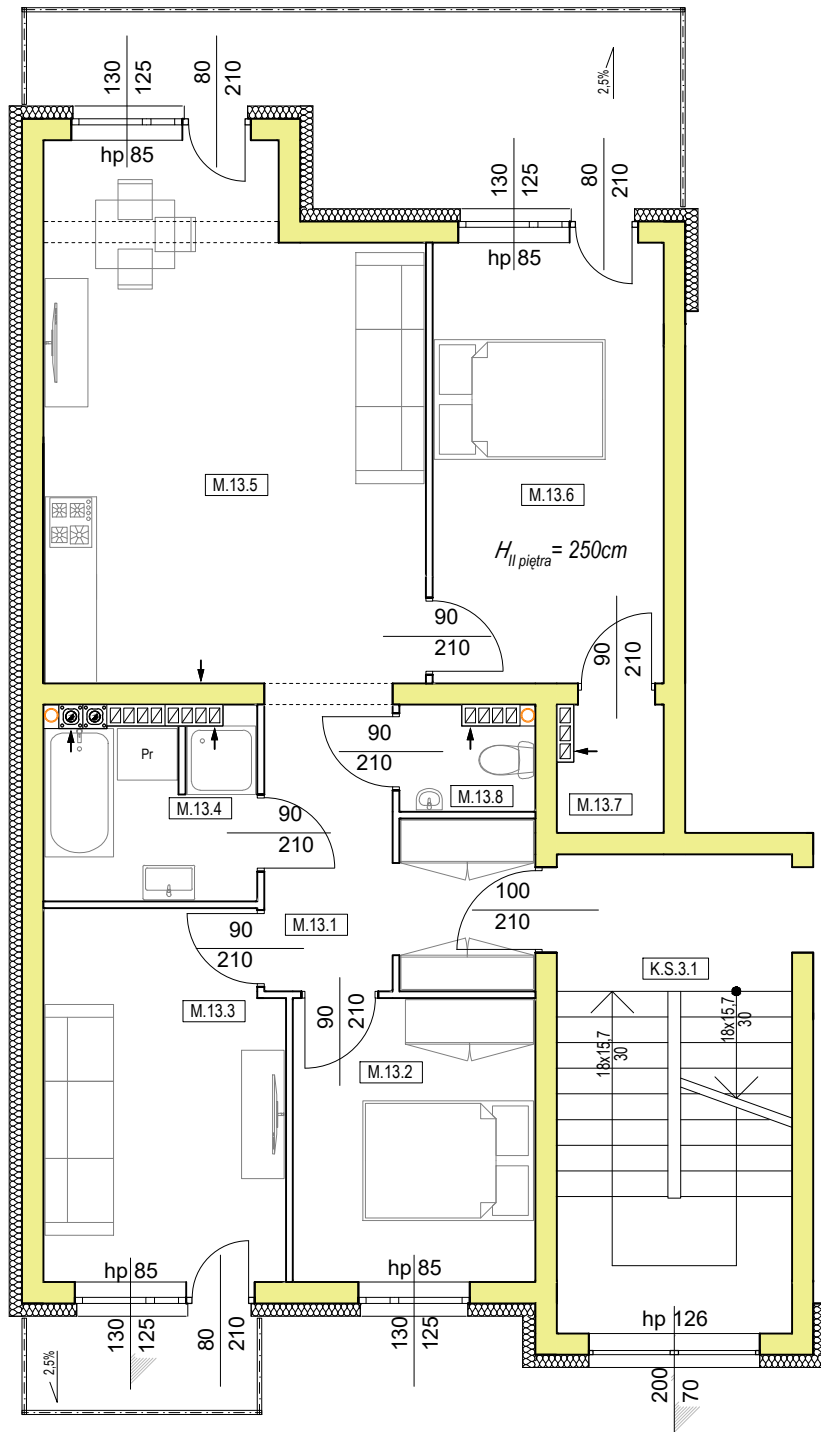 130
125
80
210
2,5%
hp 85
130
125
80
210
hp 85
M.13.5
M.13.6
H II piętra = 250cm
90
210
90
210
90
210
Pr
M.13.4
M.13.8
M.13.7
90
210
100
210
90
210
M.13.1
K.S.3.1
M.13.3
90
210
18x15,7
30
18x15,7
30
M.13.2
hp 85
hp 85
hp 126
130
125
80
210
130
125
2,5%
200
70